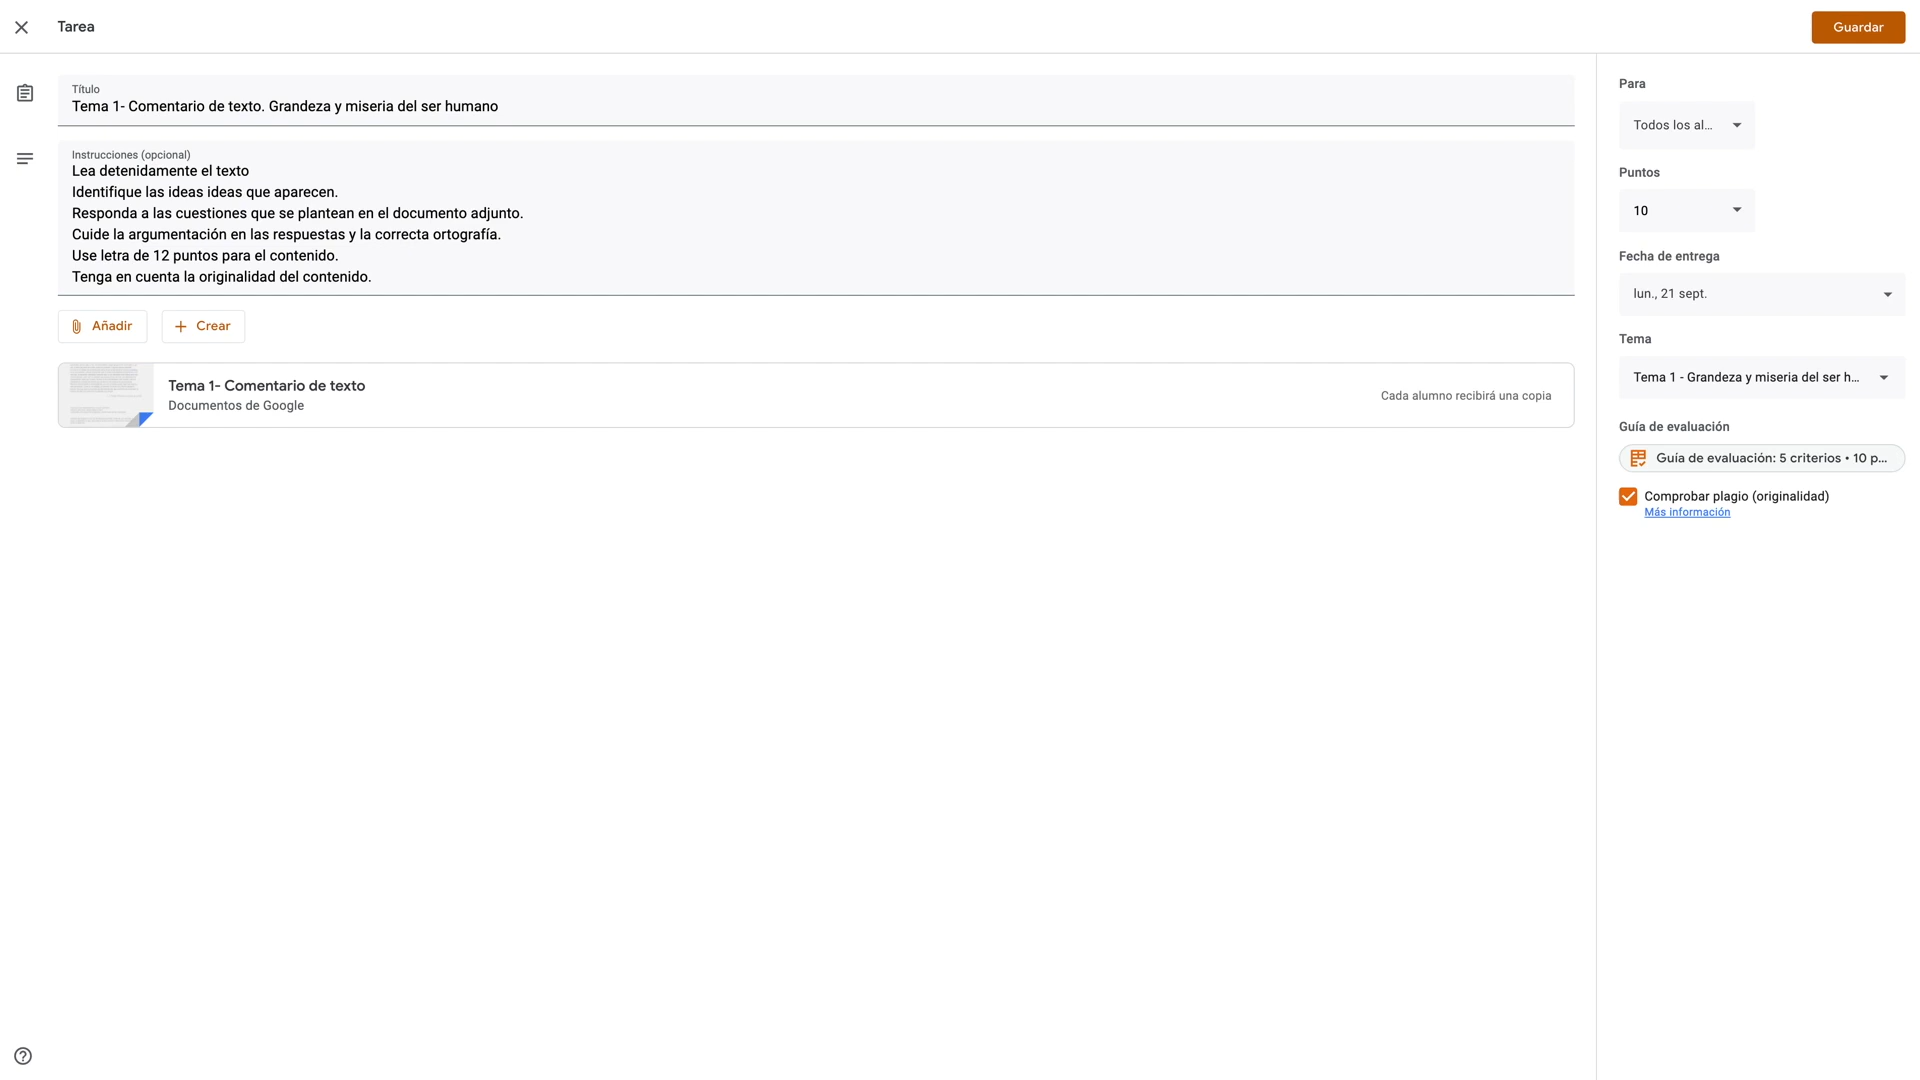 Tarea
Guardar
Título
Tema 1- Comentario de texto. Grandeza y miseria del ser humano
Instrucciones (opcional)
Lea detenidamente el texto
Identifique las ideas ideas que aparecen.
Responda a las cuestiones que se plantean en el documento adjunto.
Cuide la argumentación en las respuestas y la correcta ortografía.
Use letra de 12 puntos para el contenido.
Tenga en cuenta la originalidad del contenido.
Añadir
Crear
Tema 1- Comentario de texto
Documentos de Google
Cada alumno recibirá una copia
Para
Todos los al...
Puntos
10
Fecha de entrega
lun., 21 sept.
Tema
Tema 1 - Grandeza y miseria del ser h...
Guía de evaluación
Guía de evaluación: 5 criterios • 10 p...
Comprobar plagio (originalidad)
Más información